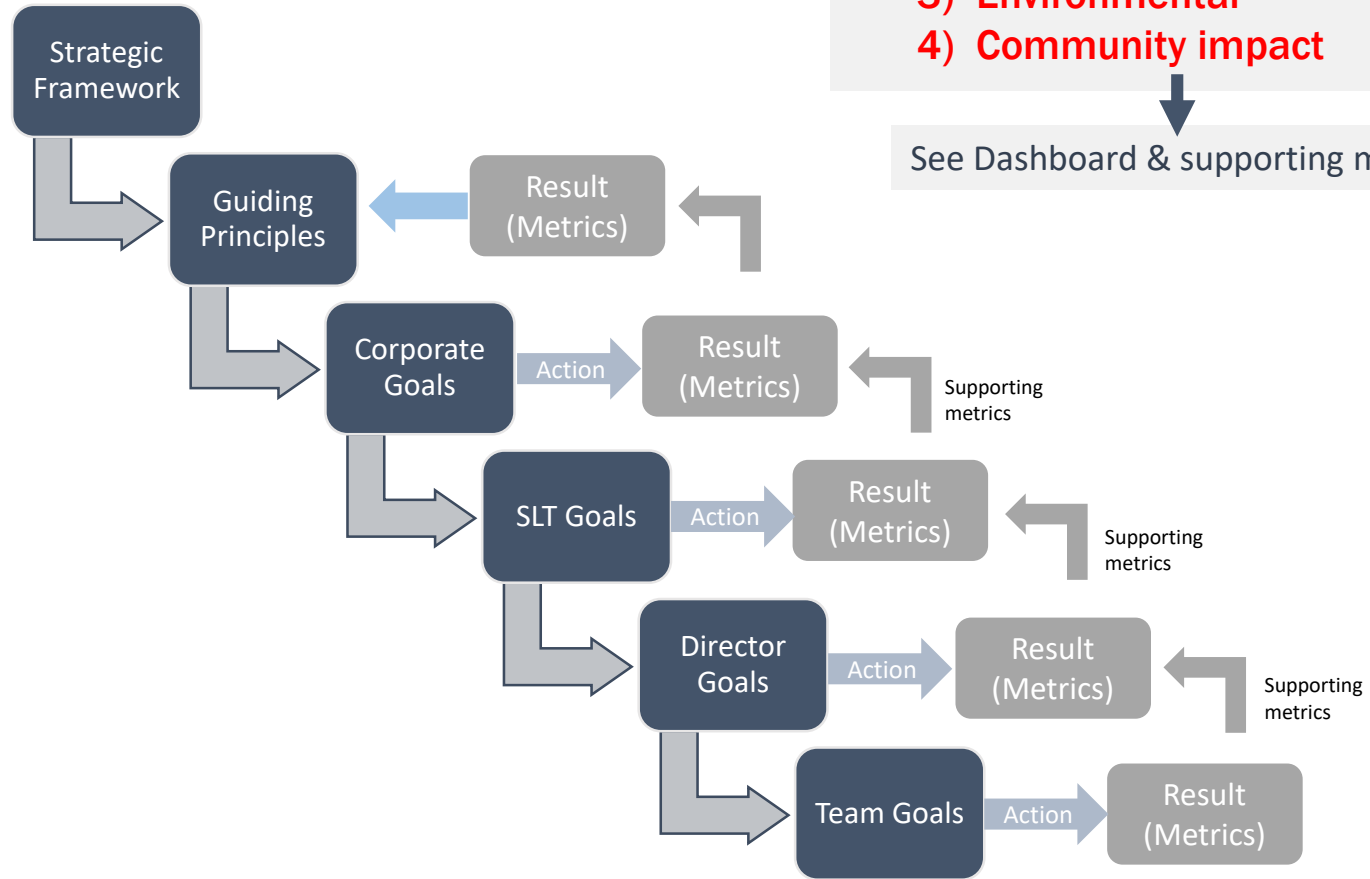 3) Environmental
4) Community impact
See Dashboard & supporting
Strategic
Framework
Guiding
Principles
Result
(Metrics)
Corporate
Goals
Action
Result
(Metrics)
Supporting
metrics
SLT Goals
Action
Result
(Metrics)
Supporting
metrics
Director
Goals
Action
Result
(Metrics)
Supporting
metrics
Team Goals
Action
Result
(Metrics)